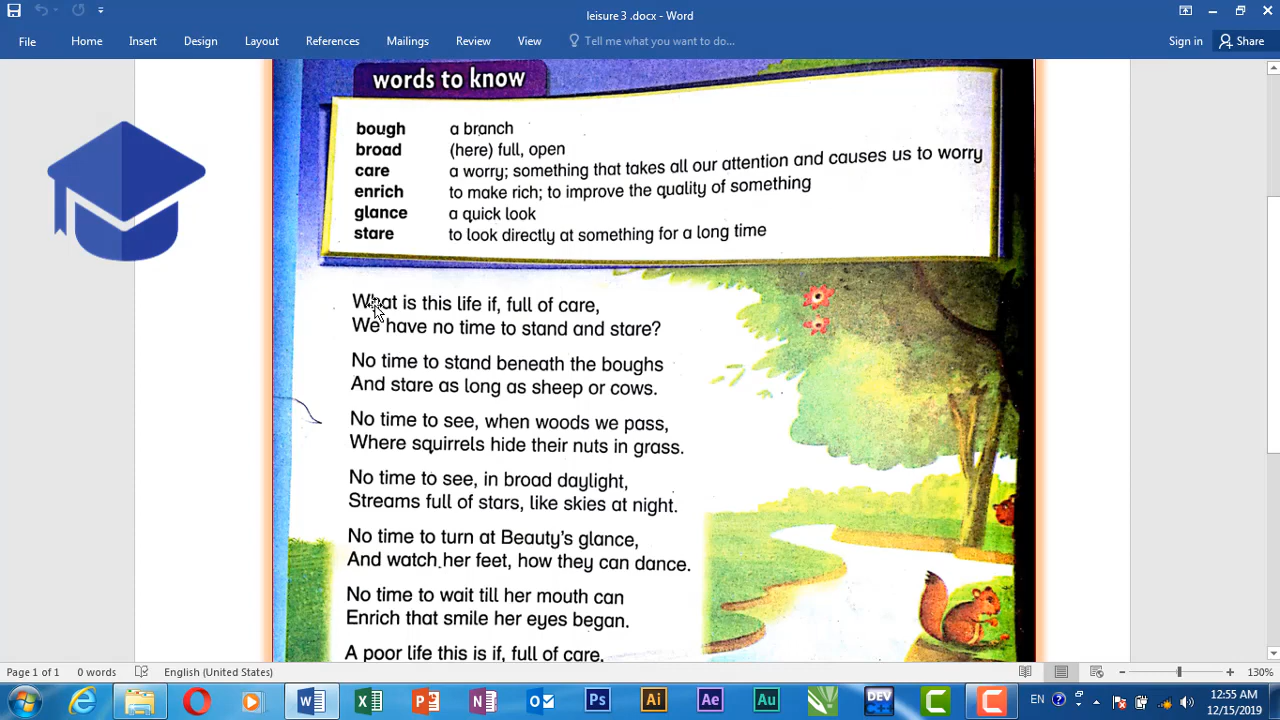 leisure 3 .docx - Word
File Home Insert Design Layout References Mailings Review View Tell me what you want to do... Sign in Share
words to know
bough a branch
broad (here) full, open
care a worry; something that takes all our attention and causes us to worry
enrich to make rich; to improve the quality of something
glance a quick look
stare to look directly at something for a long time
What is this life if, full of care,
We have no time to stand and stare?
No time to stand beneath the boughs
And stare as long as sheep or cows.
No time to see, when woods we pass,
Where squirrels hide their nuts in grass.
No time to see, in broad daylight,
Streams full of stars, like skies at night.
No time to turn at Beauty's glance,
And watch her feet, how they can dance.
No time to wait till her mouth can
Enrich that smile her eyes began.
A poor life this is if, full of care,
Page 1 of 1 0 words English (United States) 130%
Ps Ai Ae Au DEV C++ EN 12:55 AM
12/15/2019